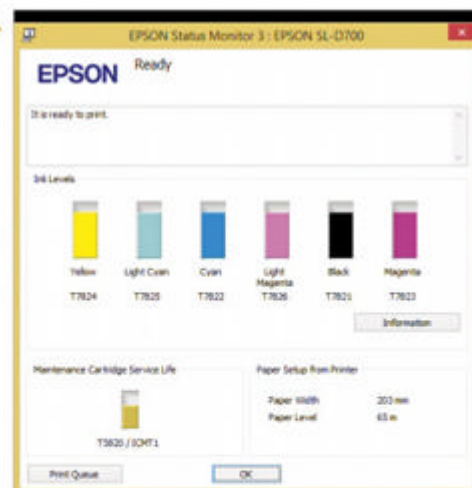 EPSON Status Monitor 3 : EPSON SL-D700
EPSON
Ready
It is ready to print.
Ink Levels
Yellow Light Cyan Cyan Light Magenta Black Magenta
T7824 T7825 T7822 T7826 T7821 T7823
Information
Maintenance Cartridge Service Life
T5820 / ICMT1
Paper Setup from Printer
Paper Width 203 mm
Paper Level 65 m
Print Queue
OK